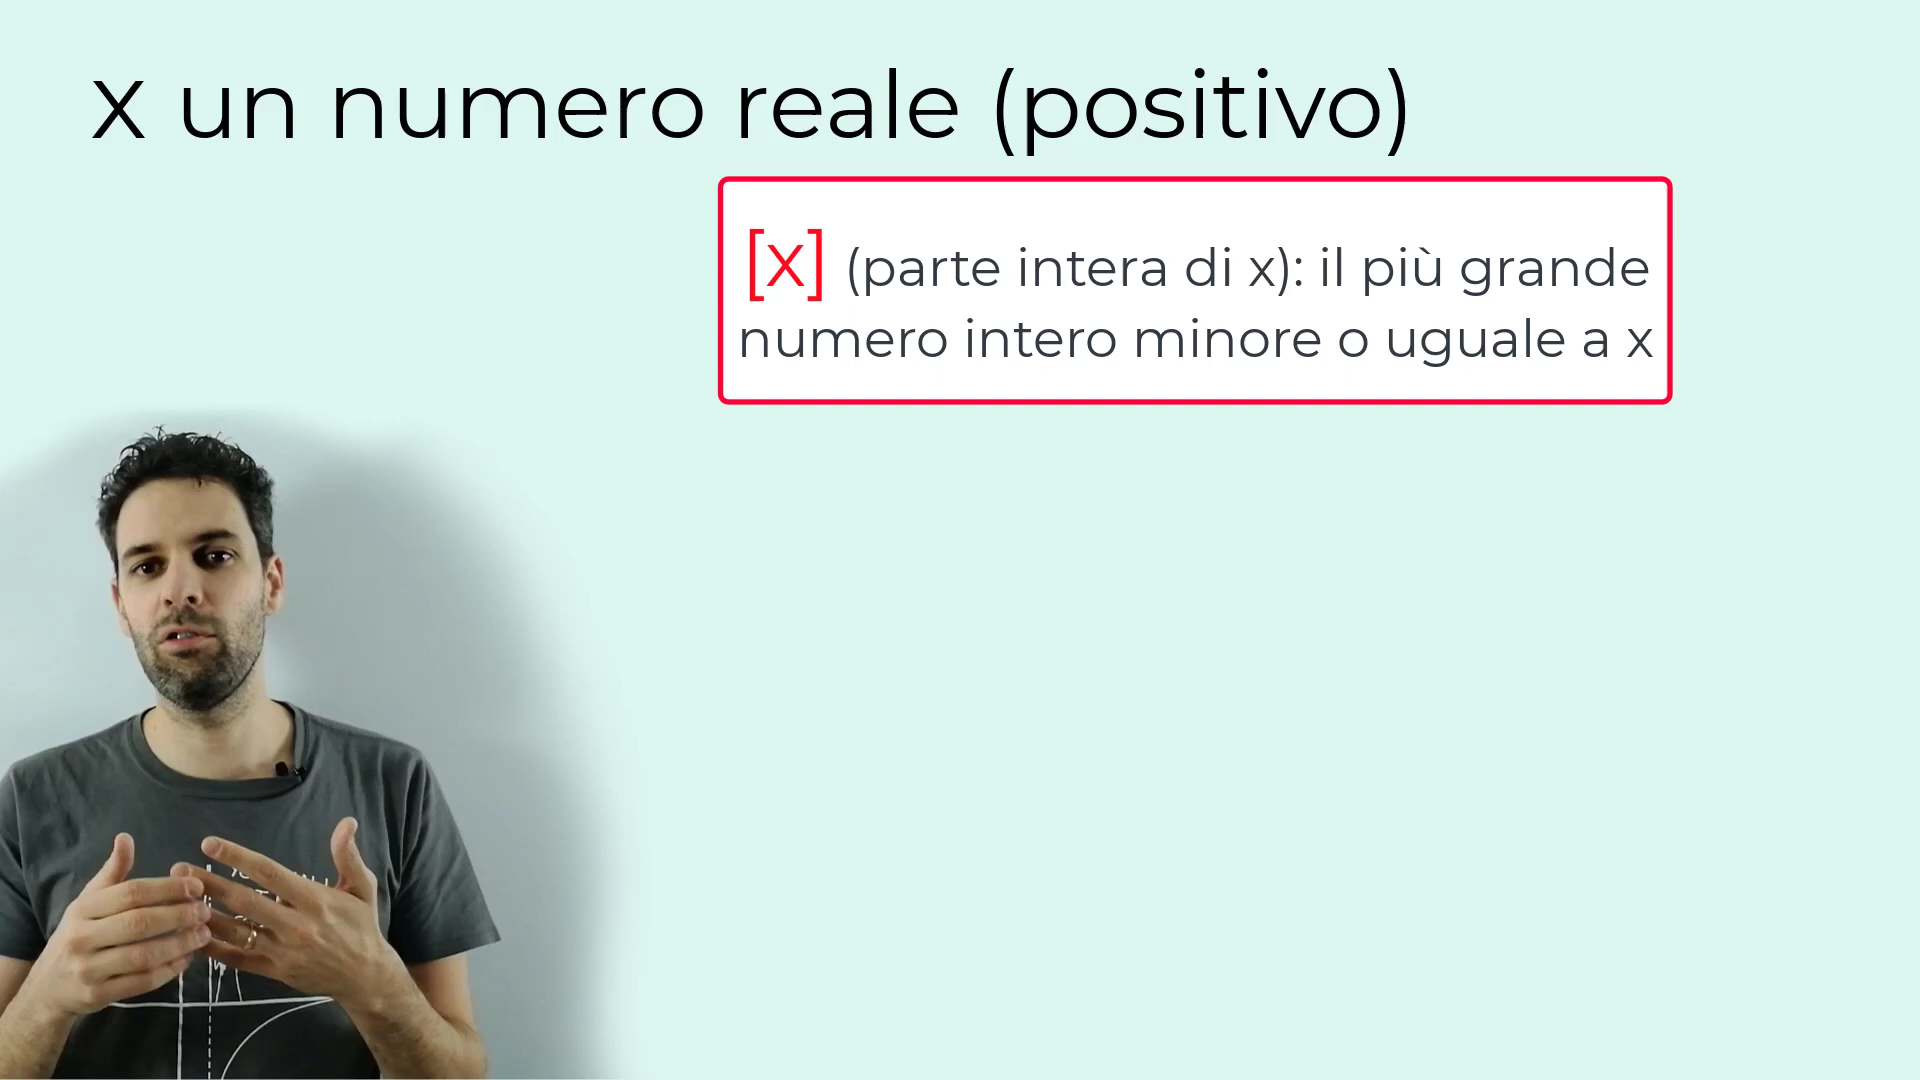 x un numero reale (positivo)
[x] (parte intera di x): il più grande
numero intero minore o uguale a x